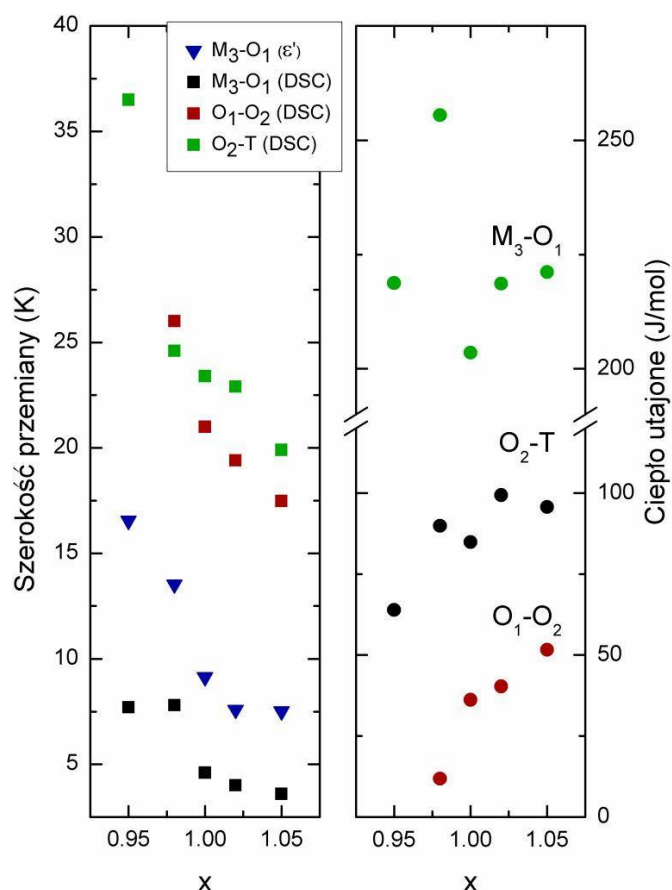 40
35
30
25
20
15
10
5
Szerokość przemiany (K)
M₃-O₁ (ε')
M₃-O₁ (DSC)
O₁-O₂ (DSC)
O₂-T (DSC)
0.95 1.00 1.05
x
M₃-O₁
O₂-T
O₁-O₂
250
200
100
50
0
Ciepło utajone (J/mol)
0.95 1.00 1.05
x